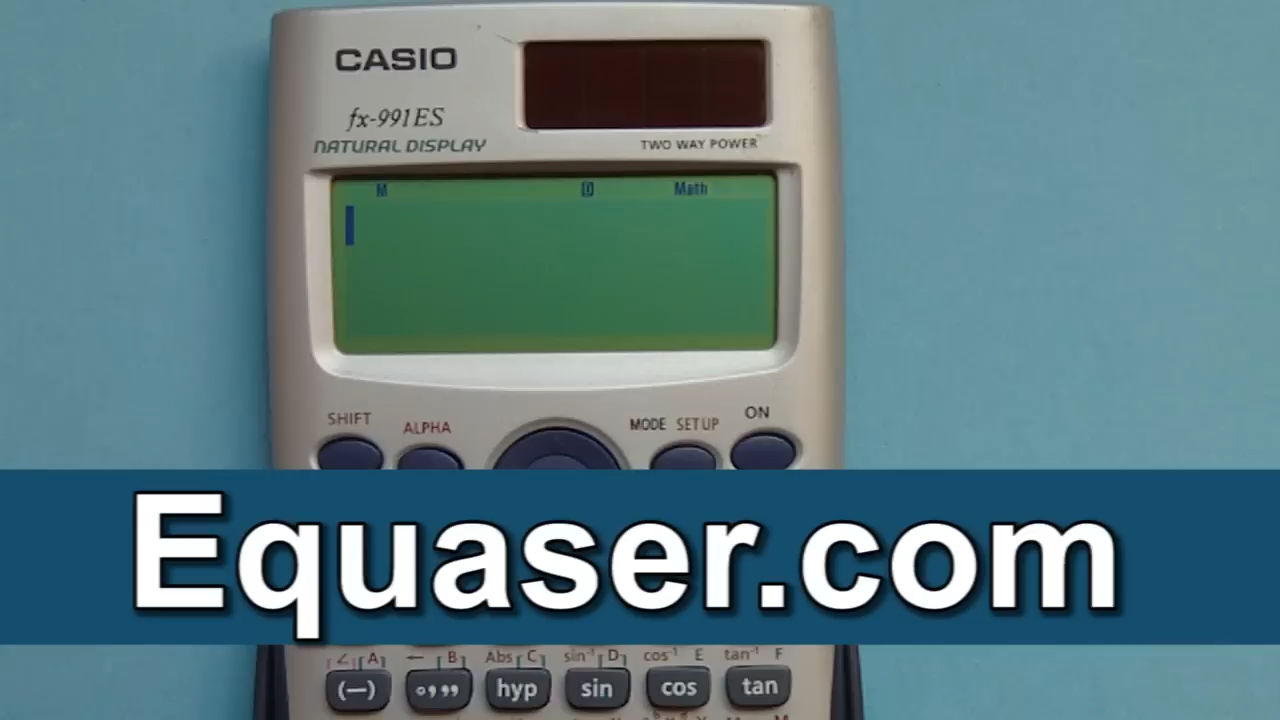 CASIO
fx-991ES
NATURAL DISPLAY
TWO WAY POWER
M D Math
SHIFT
ALPHA
MODE SETUP
ON
Equaser.com
∠ A ← B Abs C sin⁻¹ D cos⁻¹ E tan⁻¹ F
(−) °,,, hyp sin cos tan